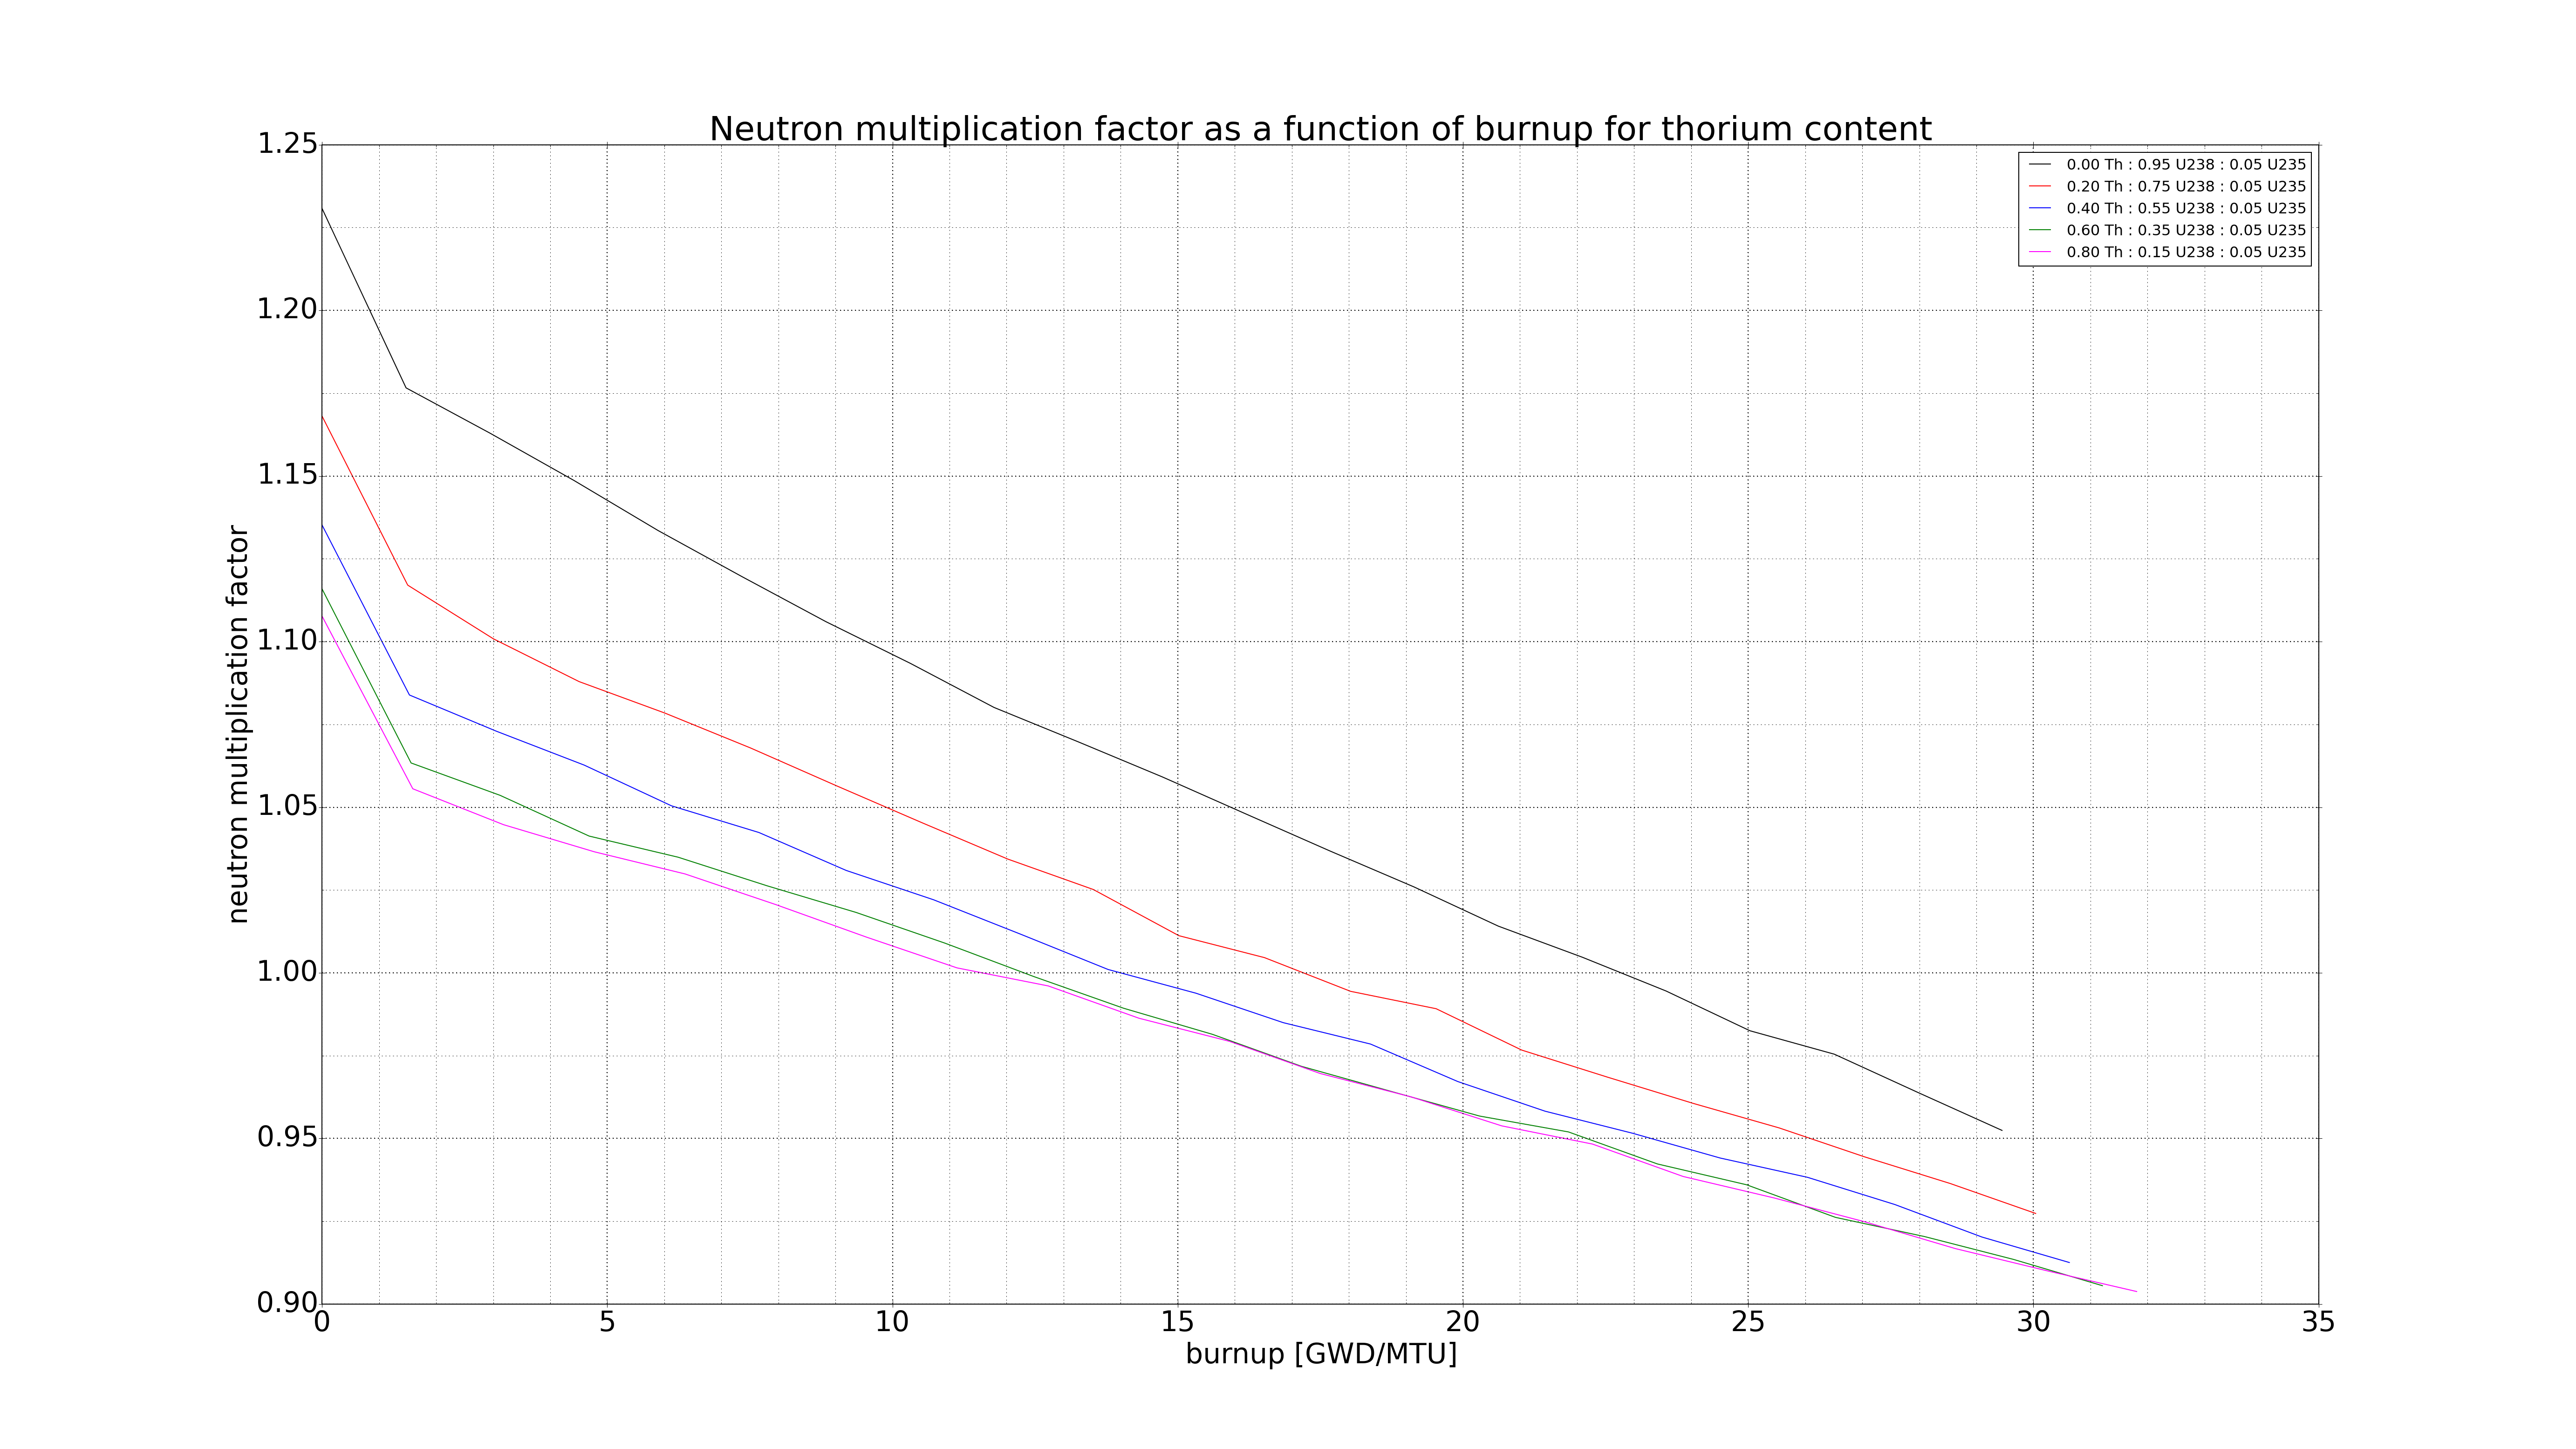 Neutron multiplication factor as a function of burnup for thorium content
1.25
1.20
1.15
1.10
1.05
1.00
0.95
0.90
neutron multiplication factor
0.00 Th : 0.95 U238 : 0.05 U235
0.20 Th : 0.75 U238 : 0.05 U235
0.40 Th : 0.55 U238 : 0.05 U235
0.60 Th : 0.35 U238 : 0.05 U235
0.80 Th : 0.15 U238 : 0.05 U235
0 5 10 15 20 25 30 35
burnup [GWD/MTU]